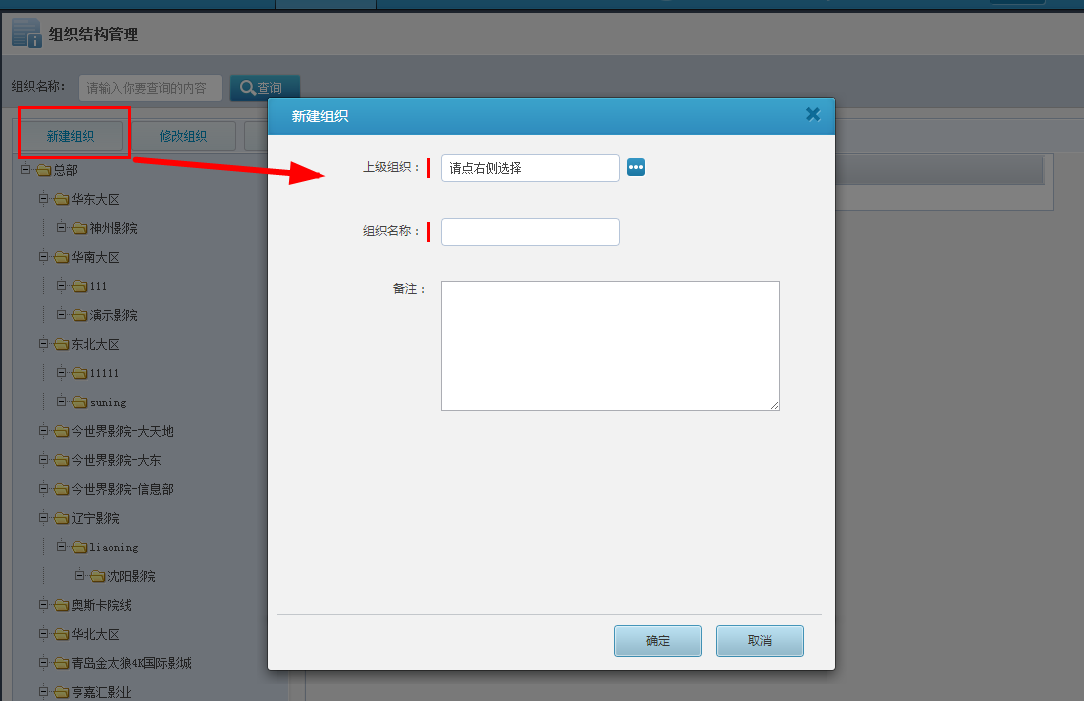 组织结构管理
组织名称：
请输入你要查询的内容
查询
新建组织
修改组织
总部
华东大区
神州影院
华南大区
111
演示影院
东北大区
11111
suning
今世界影院-大天地
今世界影院-大东
今世界影院-信息部
辽宁影院
liaoning
沈阳影院
奥斯卡院线
华北大区
青岛金太狼4K国际影城
亨嘉汇影业
新建组织
上级组织：
请点右侧选择
组织名称：
备注：
确定
取消